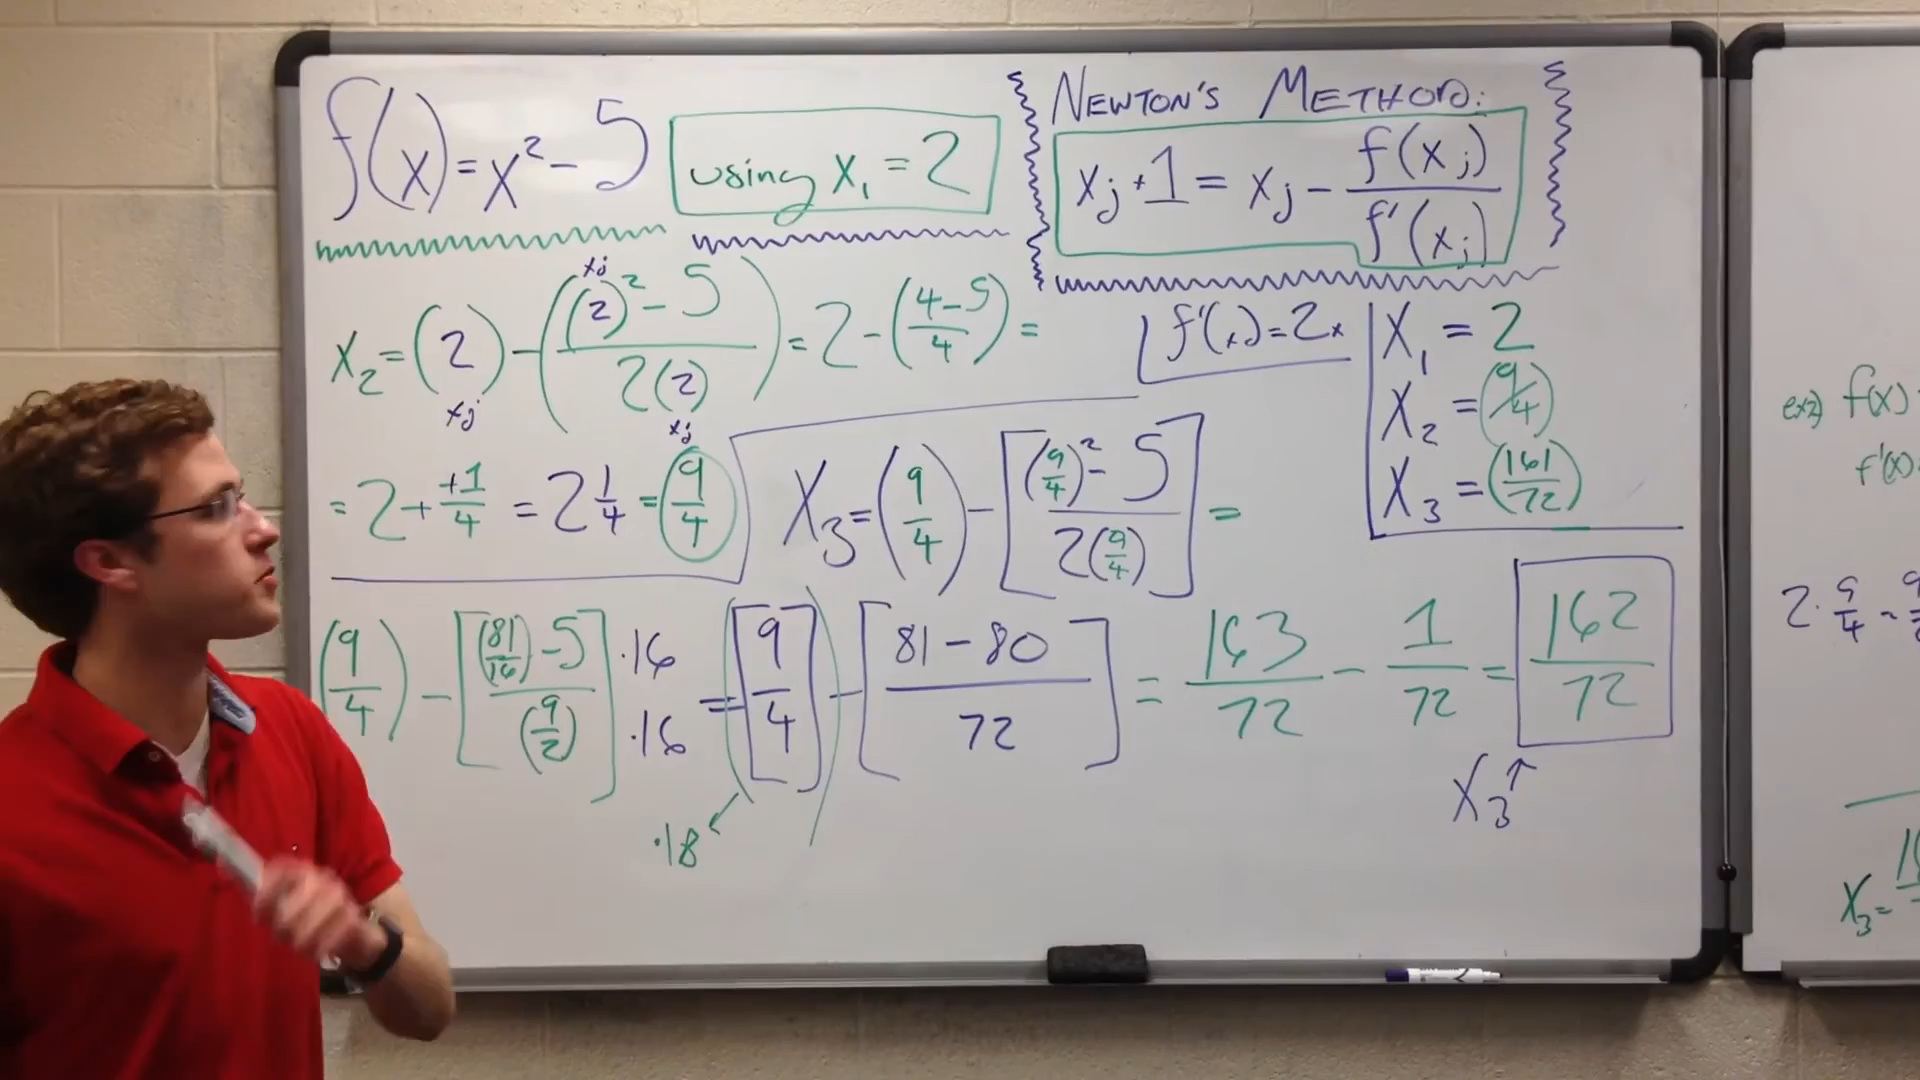 f(x) = x² - 5
using x₁ = 2
NEWTON'S METHOD:
xj+1 = xj - f(xj) / f'(xj)
xj
x₂ = (2) - ((2)² - 5 / 2(2)) = 2 - (4-5 / 4) =
xj
xj
f'(x) = 2x
X₁ = 2
X₂ = (9/4)
X₃ = (161/72)
= 2 + +1/4 = 2 1/4 = 9/4
X₃ = (9/4) - [(9/4)² - 5 / 2(9/4)] =
(9/4) - [(81/16) - 5 / (9/2)] ·16 / ·16 = [9/4] - [81 - 80 / 72] = 163/72 - 1/72 = 162/72
·18
X₃ ↑
ex2) f(x)
f'(x)
2 · 9/4
X₃ =